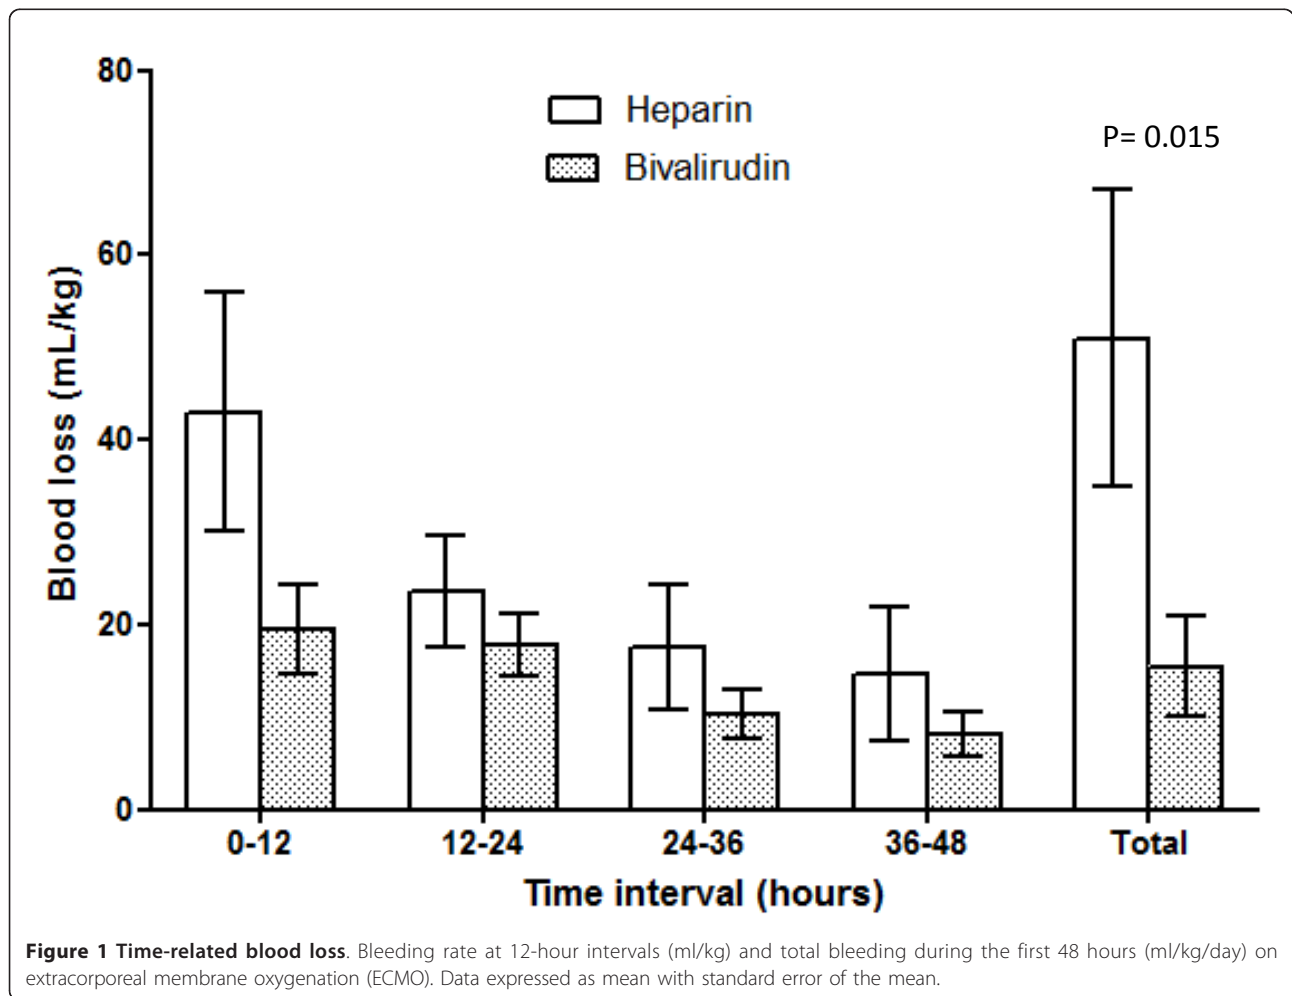 80
Heparin
P= 0.015
Bivalirudin
60
40
20
0
Blood loss (mL/kg)
0-12 12-24 24-36 36-48 Total
Time interval (hours)
Figure 1 Time-related blood loss. Bleeding rate at 12-hour intervals (ml/kg) and total bleeding during the first 48 hours (ml/kg/day) on
extracorporeal membrane oxygenation (ECMO). Data expressed as mean with standard error of the mean.